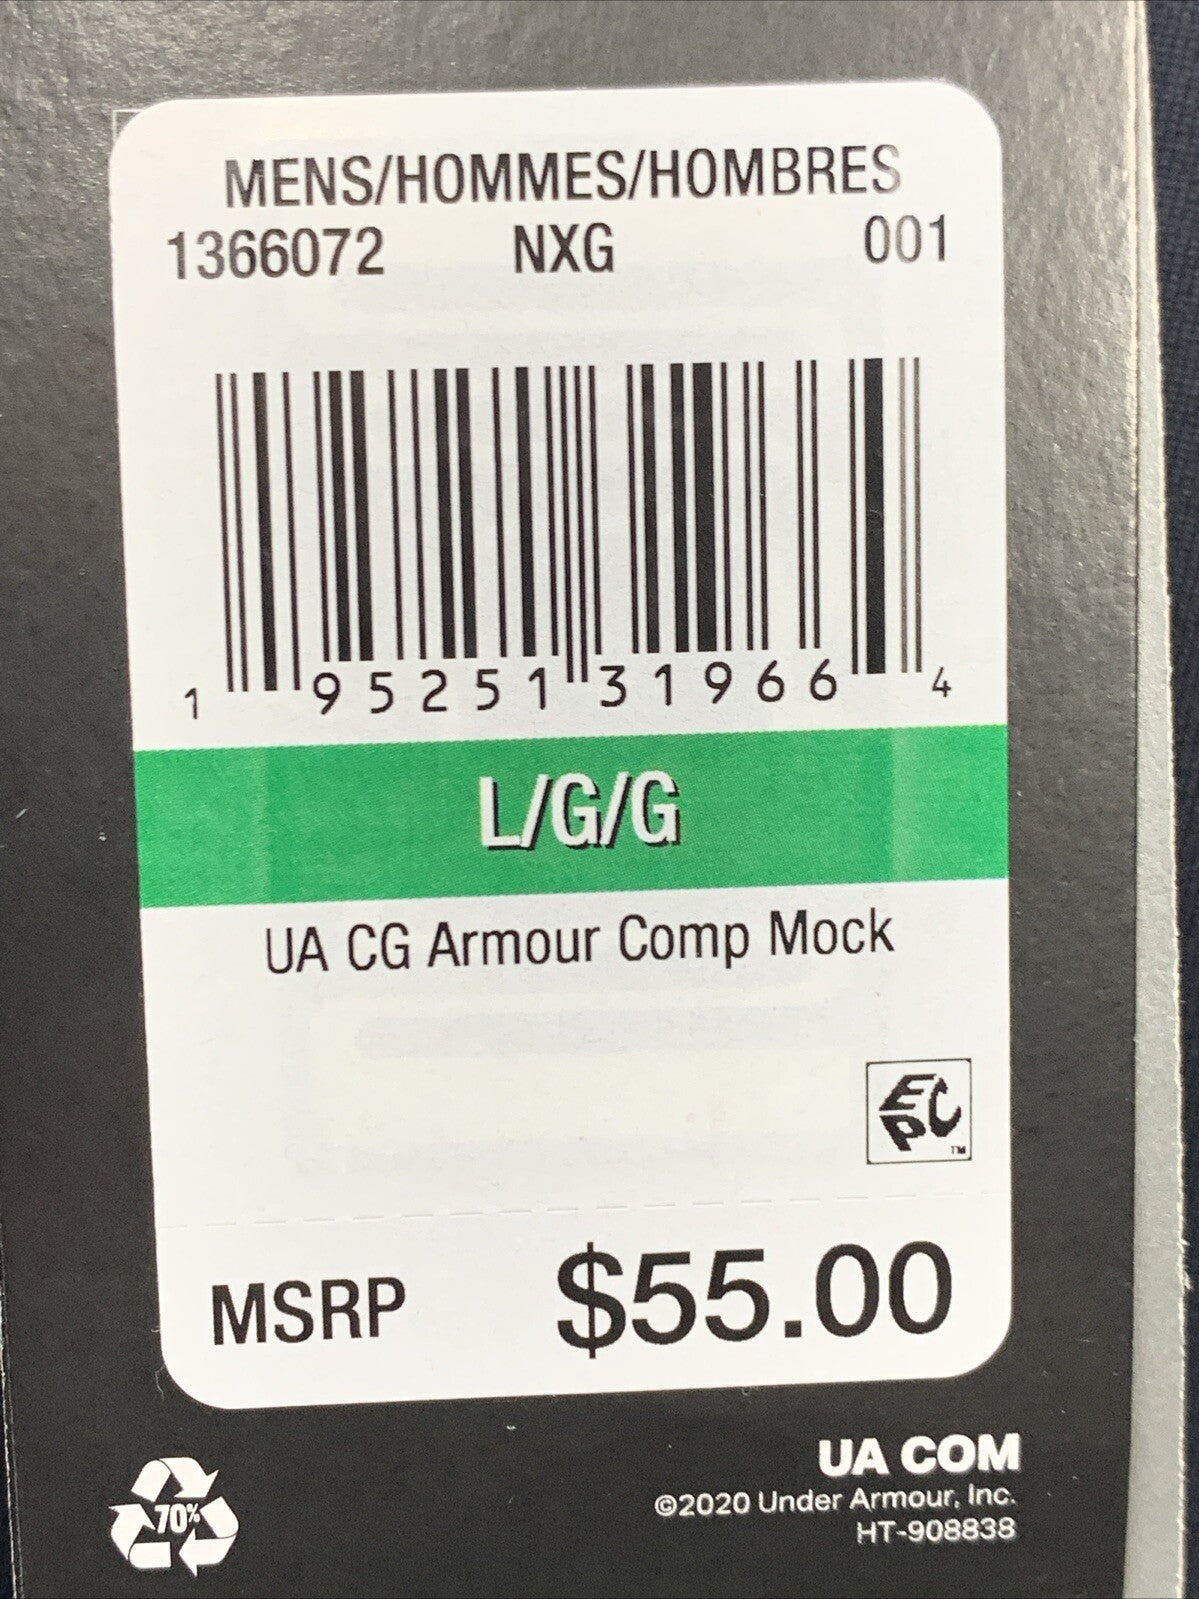 MENS/HOMMES/HOMBRES
1366072 NXG 001
1 95251 31966 4
L/G/G
UA CG Armour Comp Mock
EPC™
MSRP $55.00
70%
UA COM
©2020 Under Armour, Inc.
HT-908838